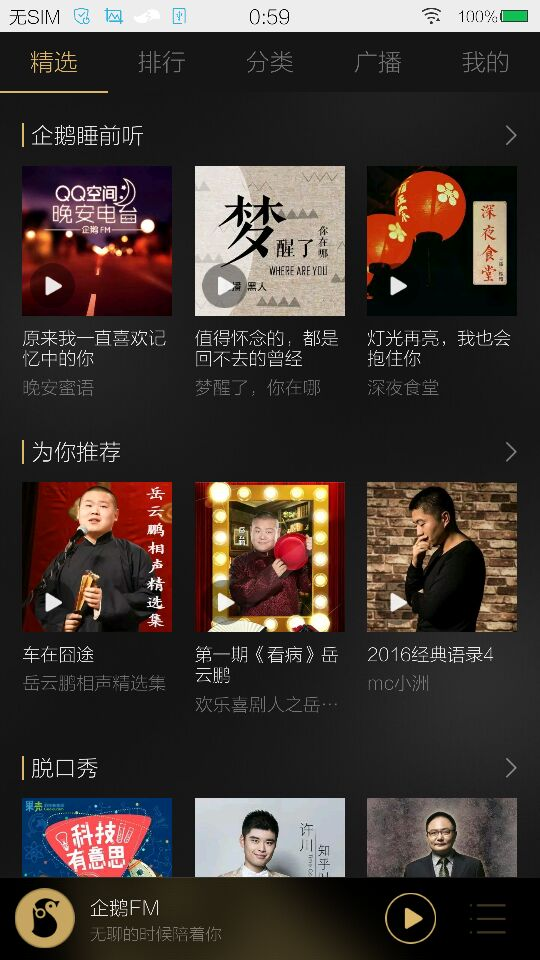 无SIM 0:59 100%
精选 排行 分类 广播 我的
企鹅睡前听
QQ空间
晚安电台
企鹅FM
梦
醒了
你在哪
WHERE ARE YOU
播 黑人
深夜食堂
原来我一直喜欢记
忆中的你
晚安蜜语
值得怀念的，都是
回不去的曾经
梦醒了，你在哪
灯光再亮，我也会
抱住你
深夜食堂
为你推荐
岳云鹏相声精选集
车在囧途
岳云鹏相声精选集
第一期《看病》岳
云鹏
欢乐喜剧人之岳…
2016经典语录4
mc小洲
脱口秀
果壳
科技
有意思
许川
知乎
企鹅FM
无聊的时候陪着你